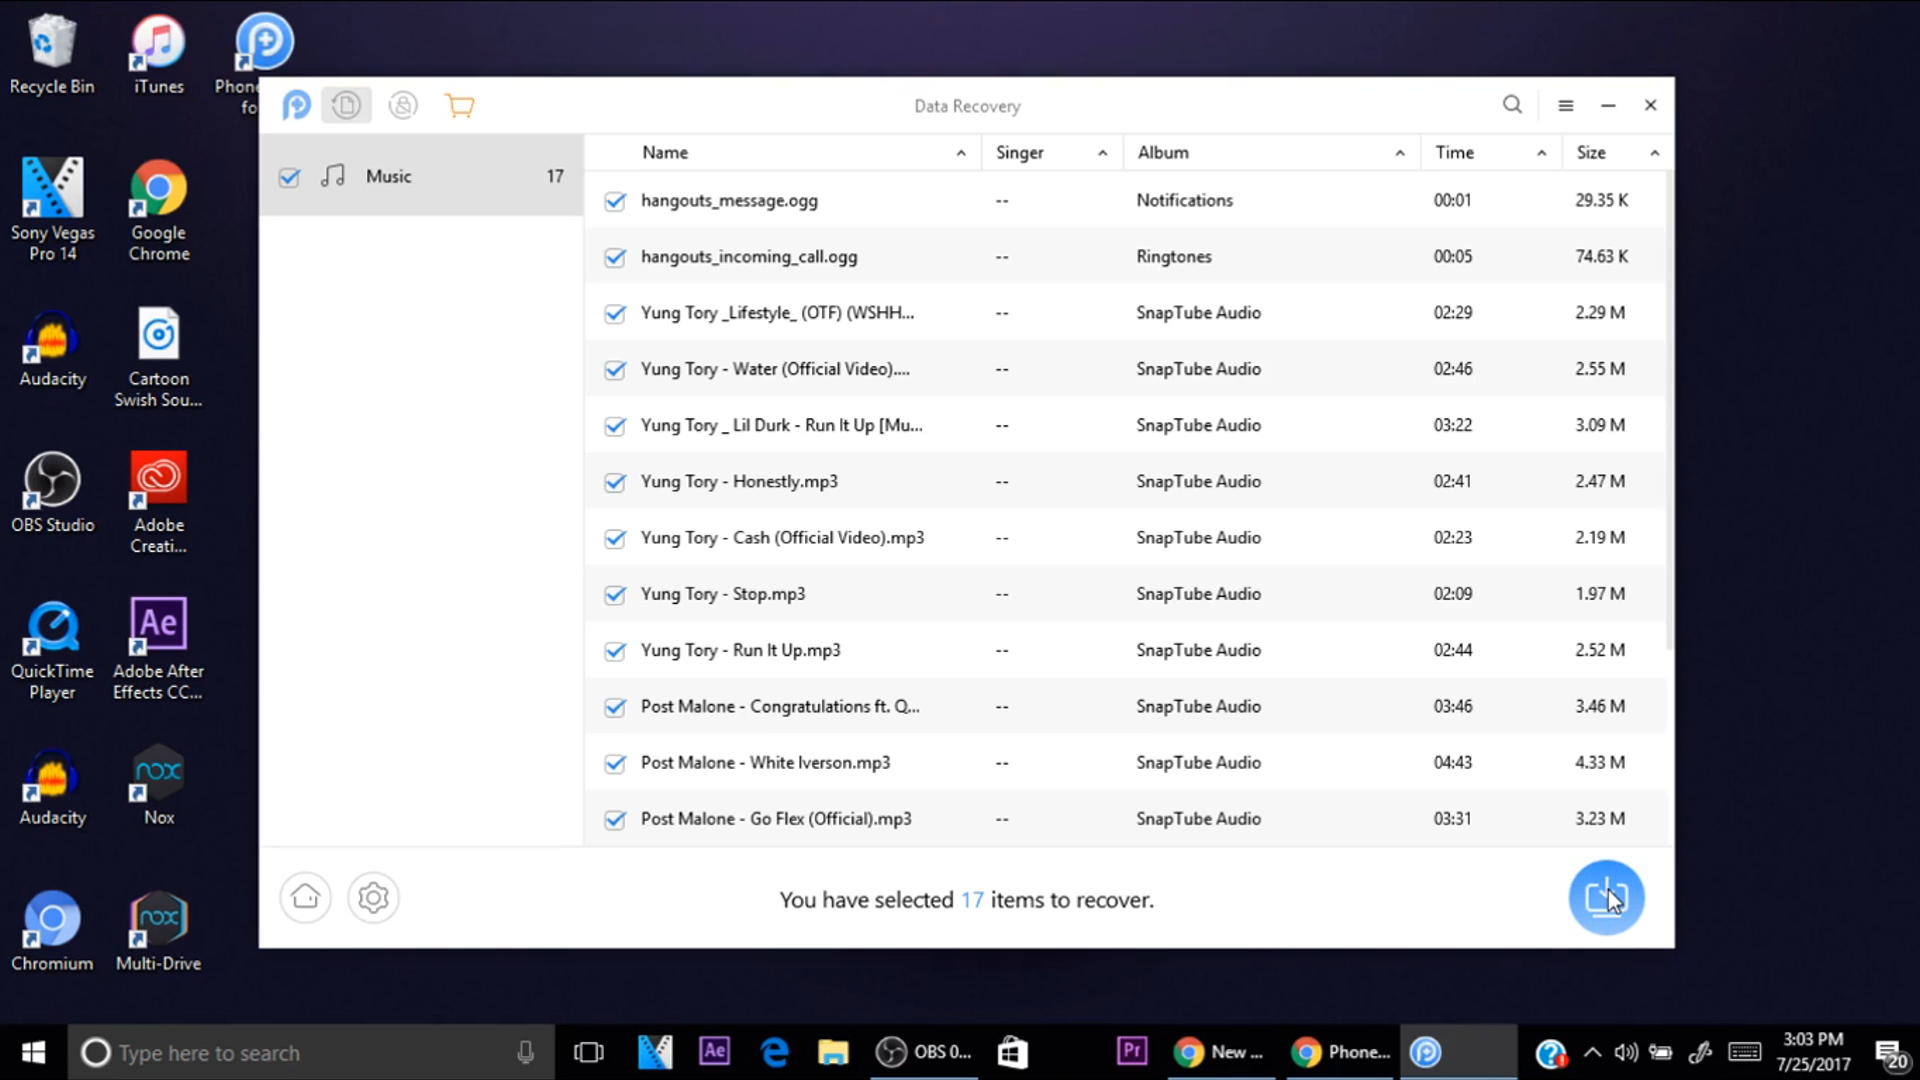 Recycle Bin
iTunes
Phone
fo
Sony Vegas
Pro 14
Google
Chrome
Audacity
Cartoon
Swish Sou...
OBS Studio
Adobe
Creati...
QuickTime
Player
Ae
Adobe After
Effects CC...
Audacity
nox
Nox
Chromium
nox
Multi-Drive
Data Recovery
Music 17
Name Singer Album Time Size
hangouts_message.ogg -- Notifications 00:01 29.35 K
hangouts_incoming_call.ogg -- Ringtones 00:05 74.63 K
Yung Tory _Lifestyle_ (OTF) (WSHH... -- SnapTube Audio 02:29 2.29 M
Yung Tory - Water (Official Video).... -- SnapTube Audio 02:46 2.55 M
Yung Tory _ Lil Durk - Run It Up [Mu... -- SnapTube Audio 03:22 3.09 M
Yung Tory - Honestly.mp3 -- SnapTube Audio 02:41 2.47 M
Yung Tory - Cash (Official Video).mp3 -- SnapTube Audio 02:23 2.19 M
Yung Tory - Stop.mp3 -- SnapTube Audio 02:09 1.97 M
Yung Tory - Run It Up.mp3 -- SnapTube Audio 02:44 2.52 M
Post Malone - Congratulations ft. Q... -- SnapTube Audio 03:46 3.46 M
Post Malone - White Iverson.mp3 -- SnapTube Audio 04:43 4.33 M
Post Malone - Go Flex (Official).mp3 -- SnapTube Audio 03:31 3.23 M
You have selected 17 items to recover.
Type here to search
Ae
OBS 0...
Pr
New ...
Phone...
3:03 PM
7/25/2017
20